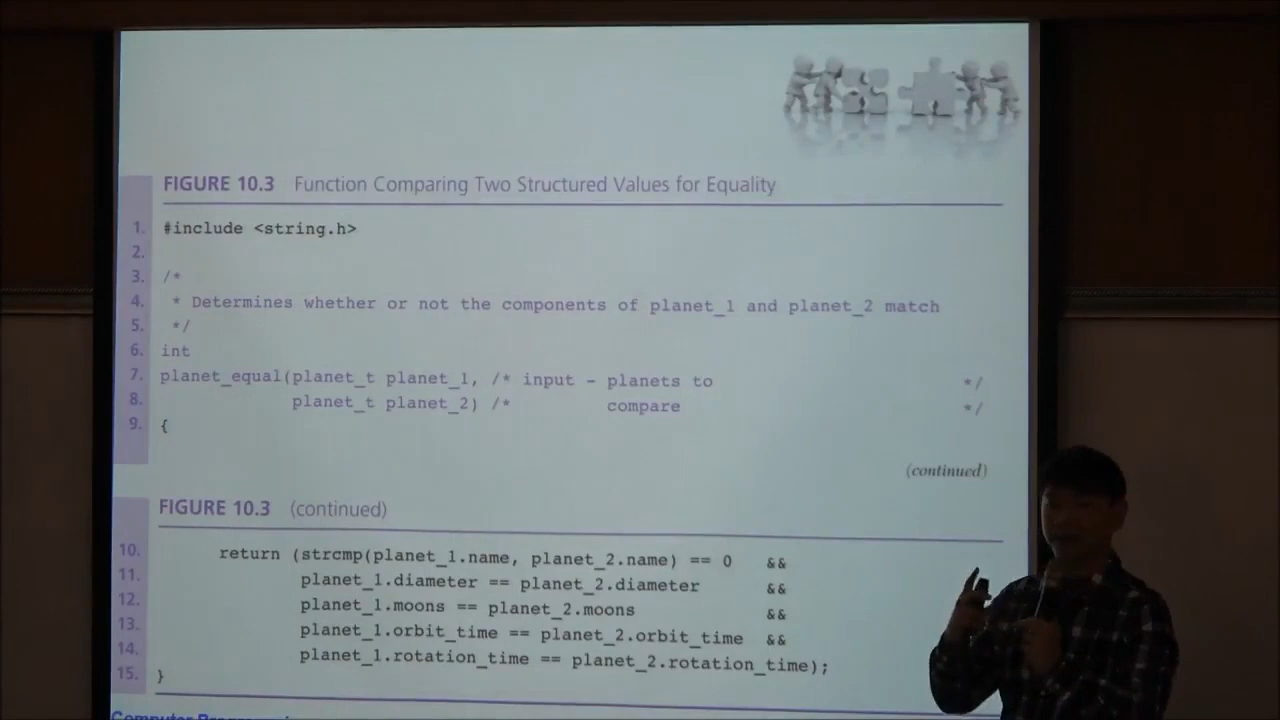 FIGURE 10.3 Function Comparing Two Structured Values for Equality
1. #include <string.h>
2.
3. /*
4. * Determines whether or not the components of planet_1 and planet_2 match
5. */
6. int
7. planet_equal(planet_t planet_1, /* input - planets to */
8. planet_t planet_2) /* compare */
9. {
(continued)
FIGURE 10.3 (continued)
10. return (strcmp(planet_1.name, planet_2.name) == 0 &&
11. planet_1.diameter == planet_2.diameter &&
12. planet_1.moons == planet_2.moons &&
13. planet_1.orbit_time == planet_2.orbit_time &&
14. planet_1.rotation_time == planet_2.rotation_time);
15. }
Computer